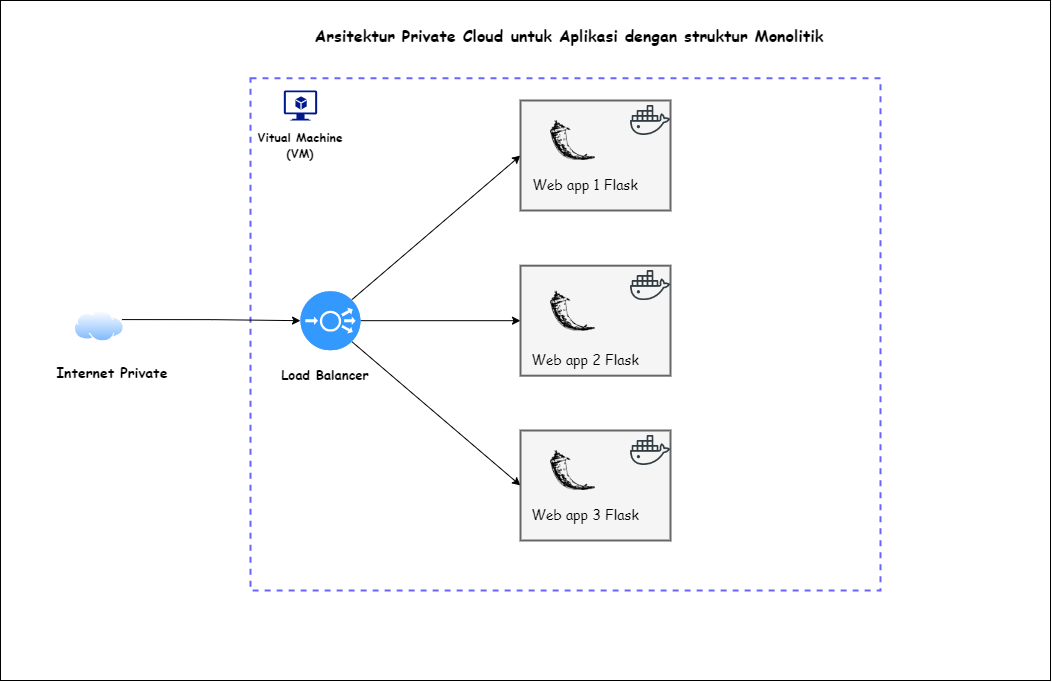 Arsitektur Private Cloud untuk Aplikasi dengan struktur Monolitik
Vitual Machine
(VM)
Web app 1 Flask
Web app 2 Flask
Internet Private
Load Balancer
Web app 3 Flask